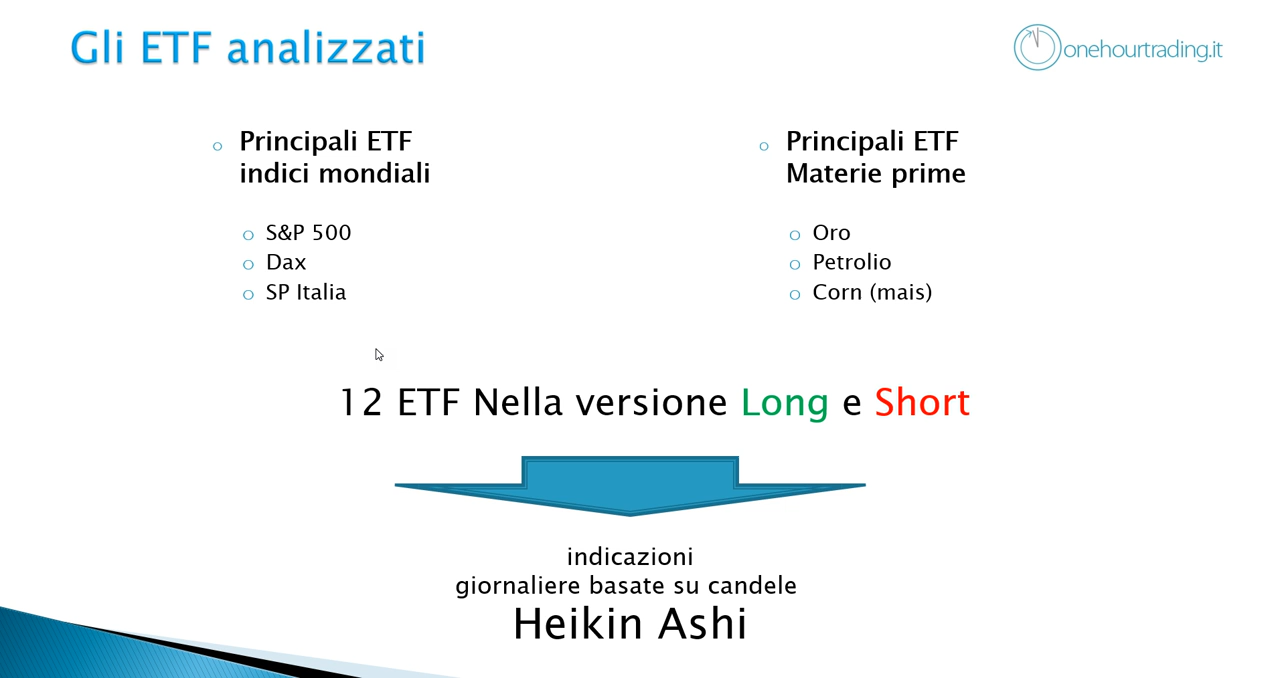 Gli ETF analizzati
onehourtrading.it
Principali ETF
indici mondiali
S&P 500
Dax
SP Italia
Principali ETF
Materie prime
Oro
Petrolio
Corn (mais)
12 ETF Nella versione Long e Short
indicazioni
giornaliere basate su candele
Heikin Ashi